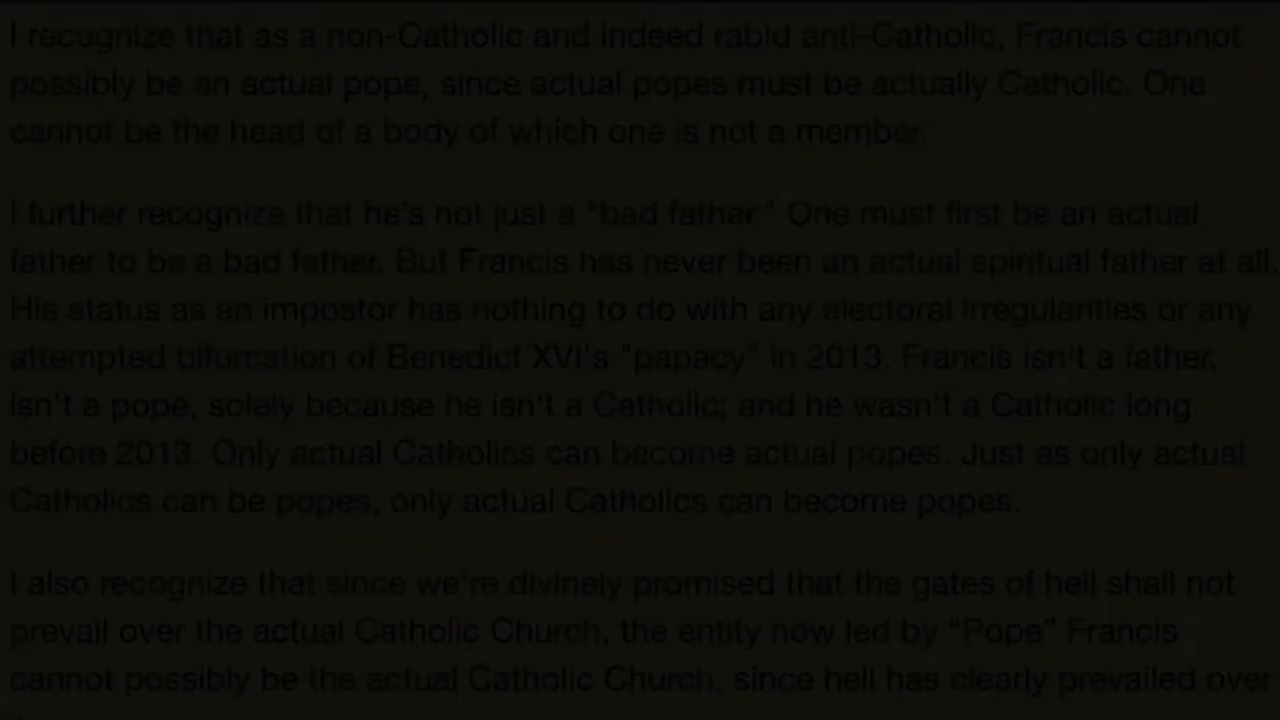 I recognize that as a non-Catholic and indeed rabid anti-Catholic, Francis cannot
possibly be an actual pope, since actual popes must be actually Catholic. One
cannot be the head of a body of which one is not a member.
I further recognize that he's not just a "bad father." One must first be an actual
father to be a bad father. But Francis has never been an actual spiritual father at all.
His status as an impostor has nothing to do with any electoral irregularities or any
attempted bifurcation of Benedict XVI's "papacy" in 2013. Francis isn't a father,
isn't a pope, solely because he isn't a Catholic; and he wasn't a Catholic long
before 2013. Only actual Catholics can become actual popes. Just as only actual
Catholics can be popes, only actual Catholics can become popes.
I also recognize that since we're divinely promised that the gates of hell shall not
prevail over the actual Catholic Church, the entity now led by "Pope" Francis
cannot possibly be the actual Catholic Church, since hell has clearly prevailed over